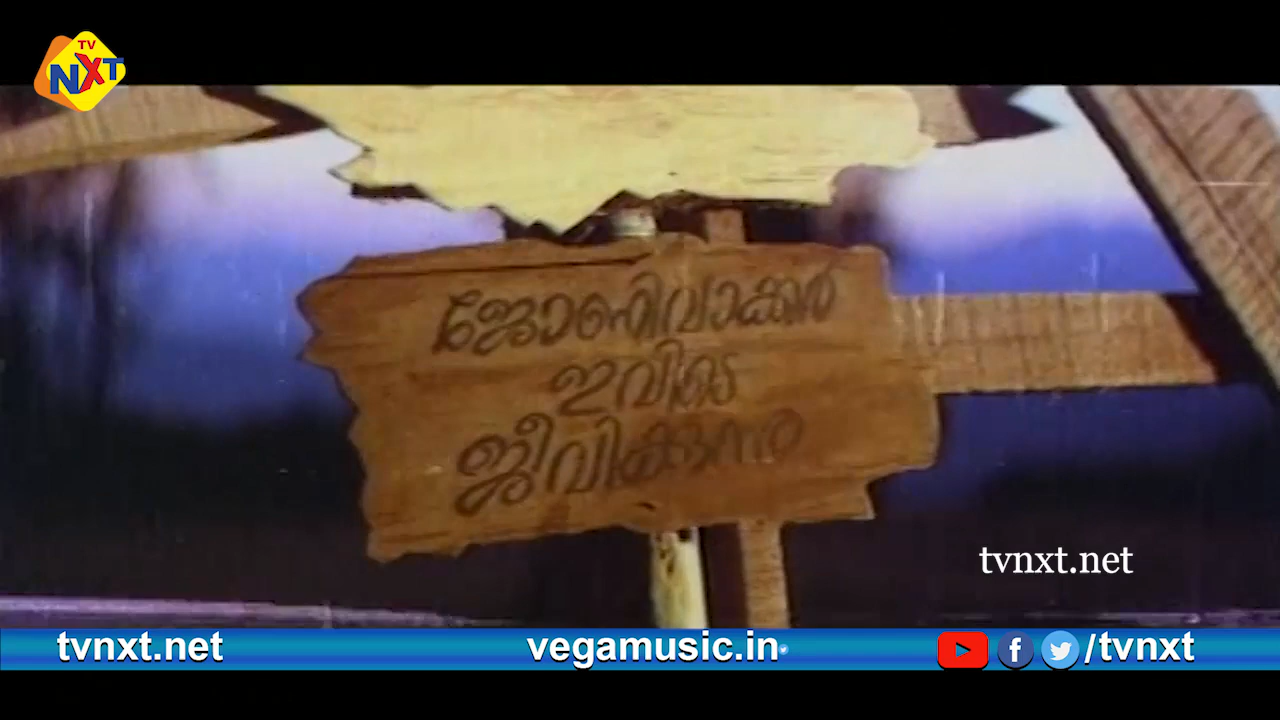 TV
NXT
ജോണിവാക്കർ
ഇവിടെ
ജീവിക്കുന്നു
tvnxt.net
tvnxt.net
vegamusic.in
/tvnxt